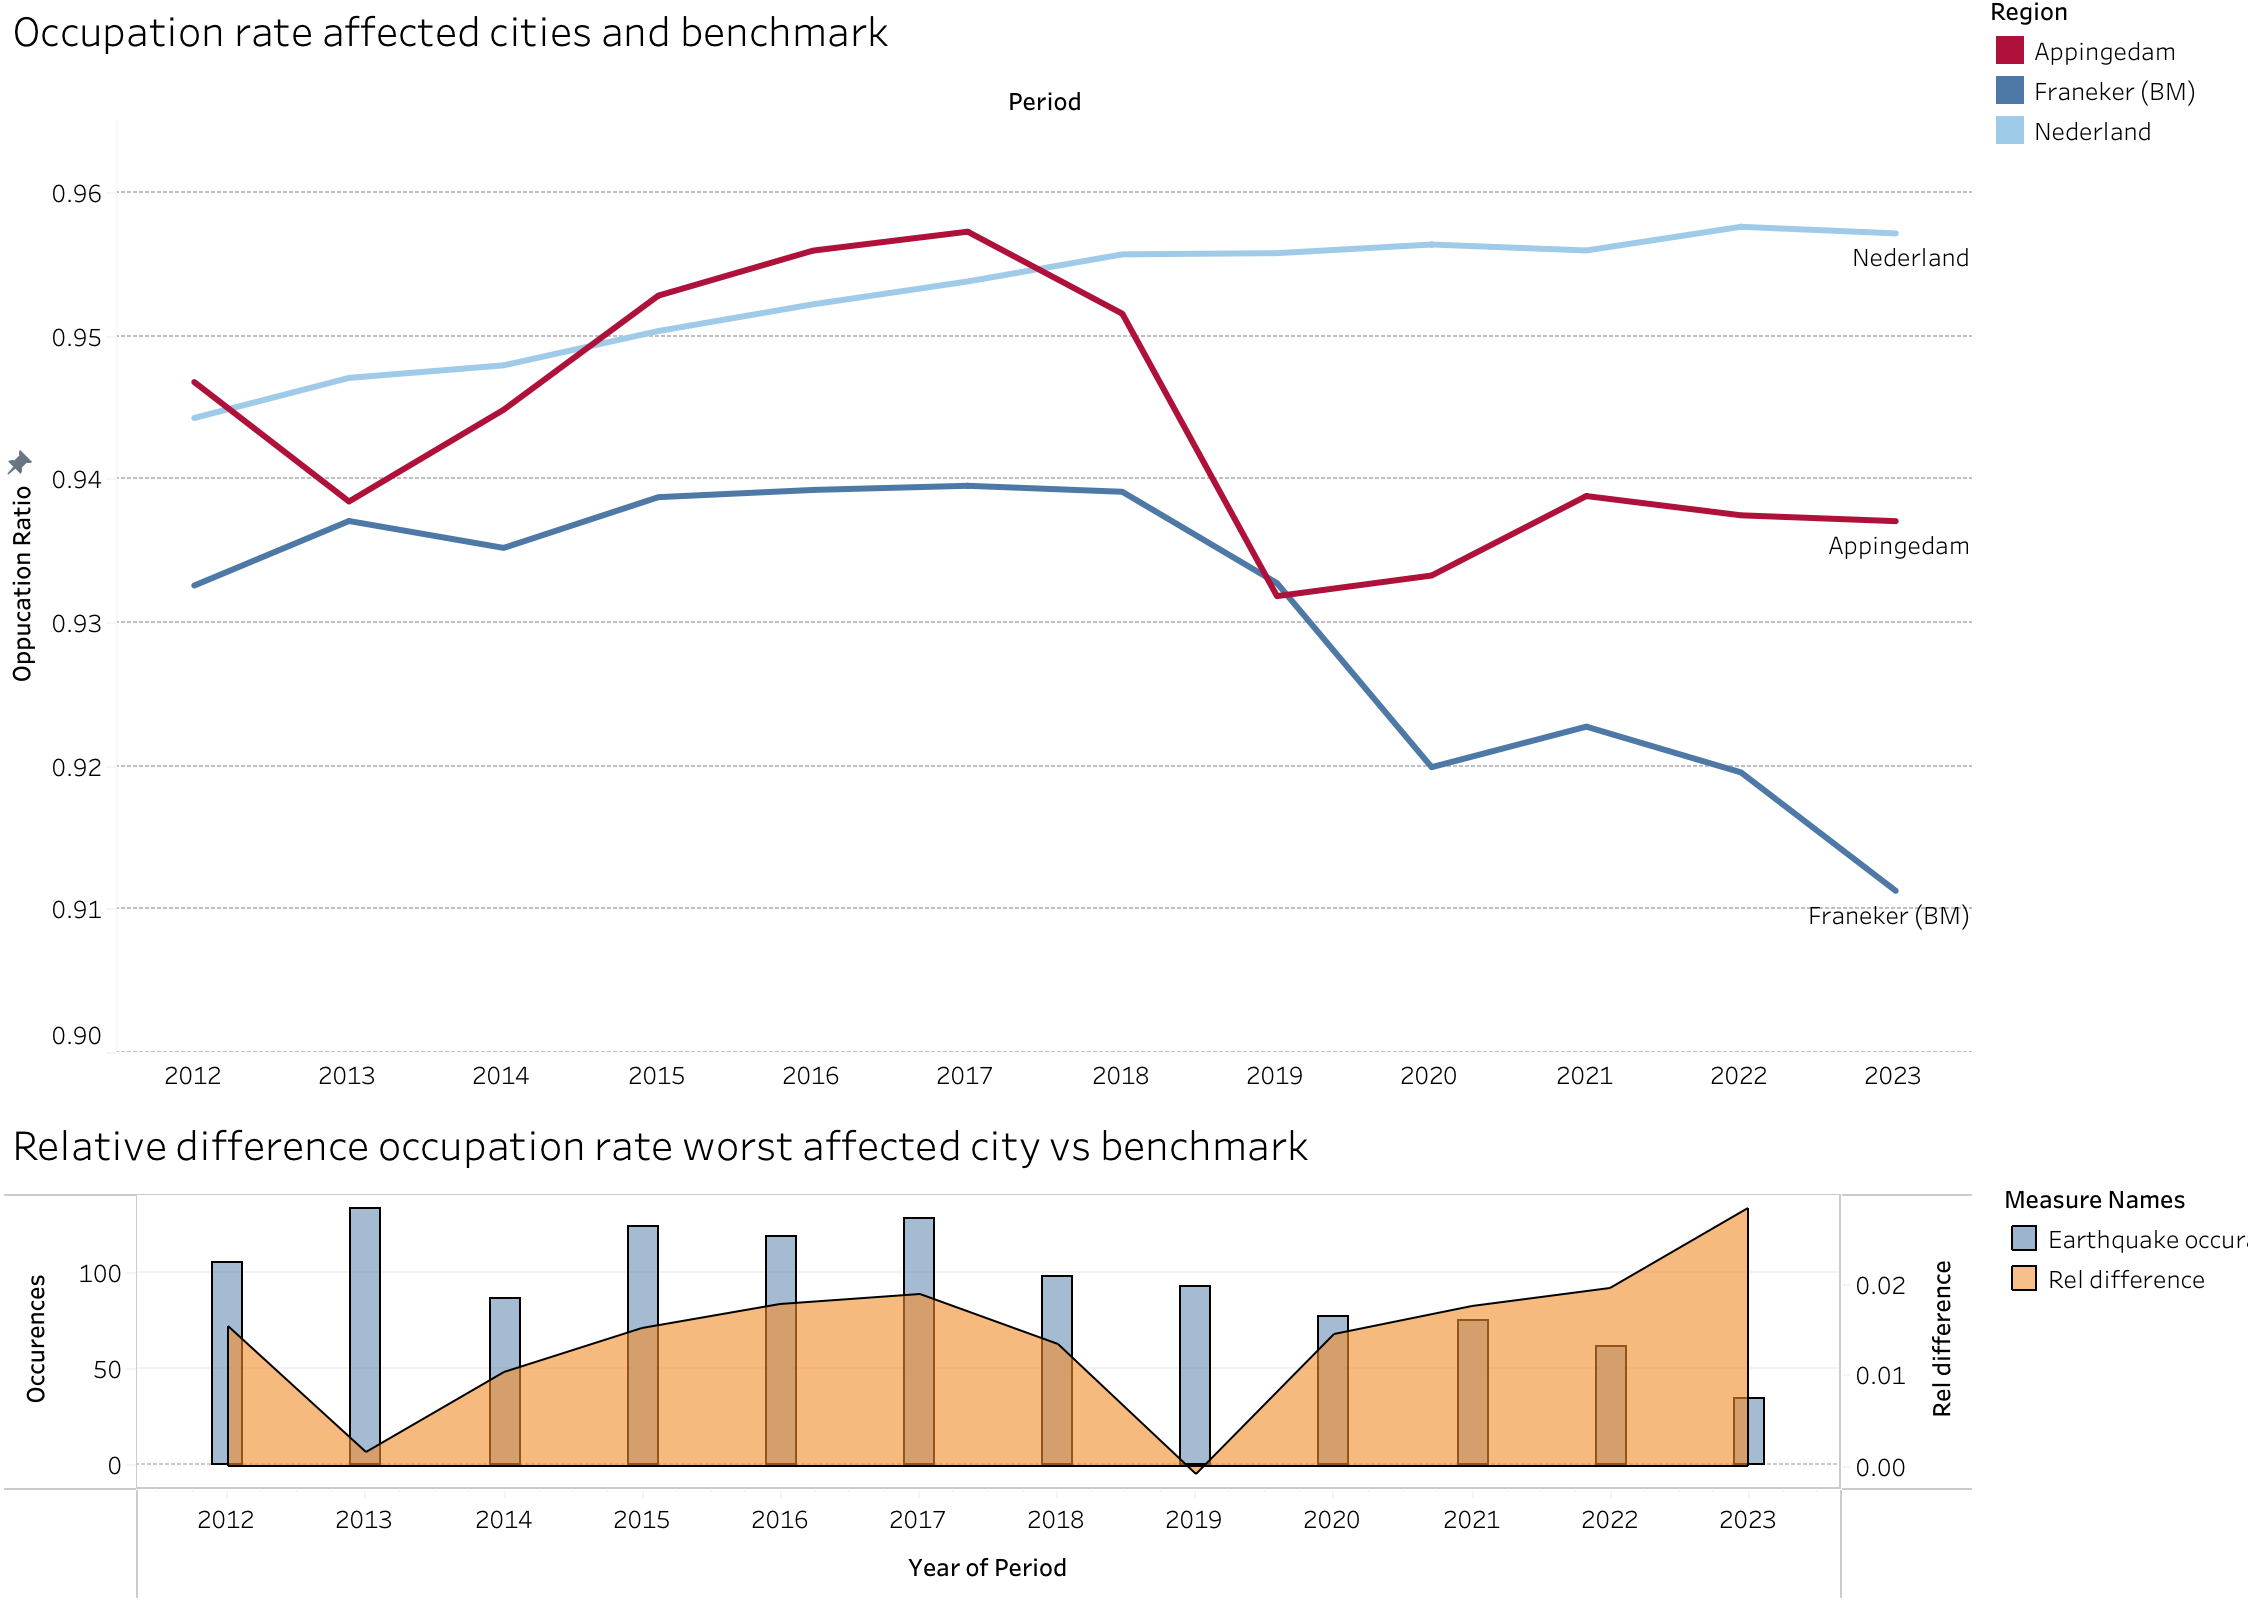 Occupation rate affected cities and benchmark
Region
Appingedam
Franeker (BM)
Nederland
Period
0.96
0.95
0.94
0.93
0.92
0.91
0.90
Oppucation Ratio
Nederland
Appingedam
Franeker (BM)
2012 2013 2014 2015 2016 2017 2018 2019 2020 2021 2022 2023
Relative difference occupation rate worst affected city vs benchmark
Measure Names
Earthquake occur
Rel difference
Occurences
100
50
0
0.02
0.01
0.00
Rel difference
2012 2013 2014 2015 2016 2017 2018 2019 2020 2021 2022 2023
Year of Period